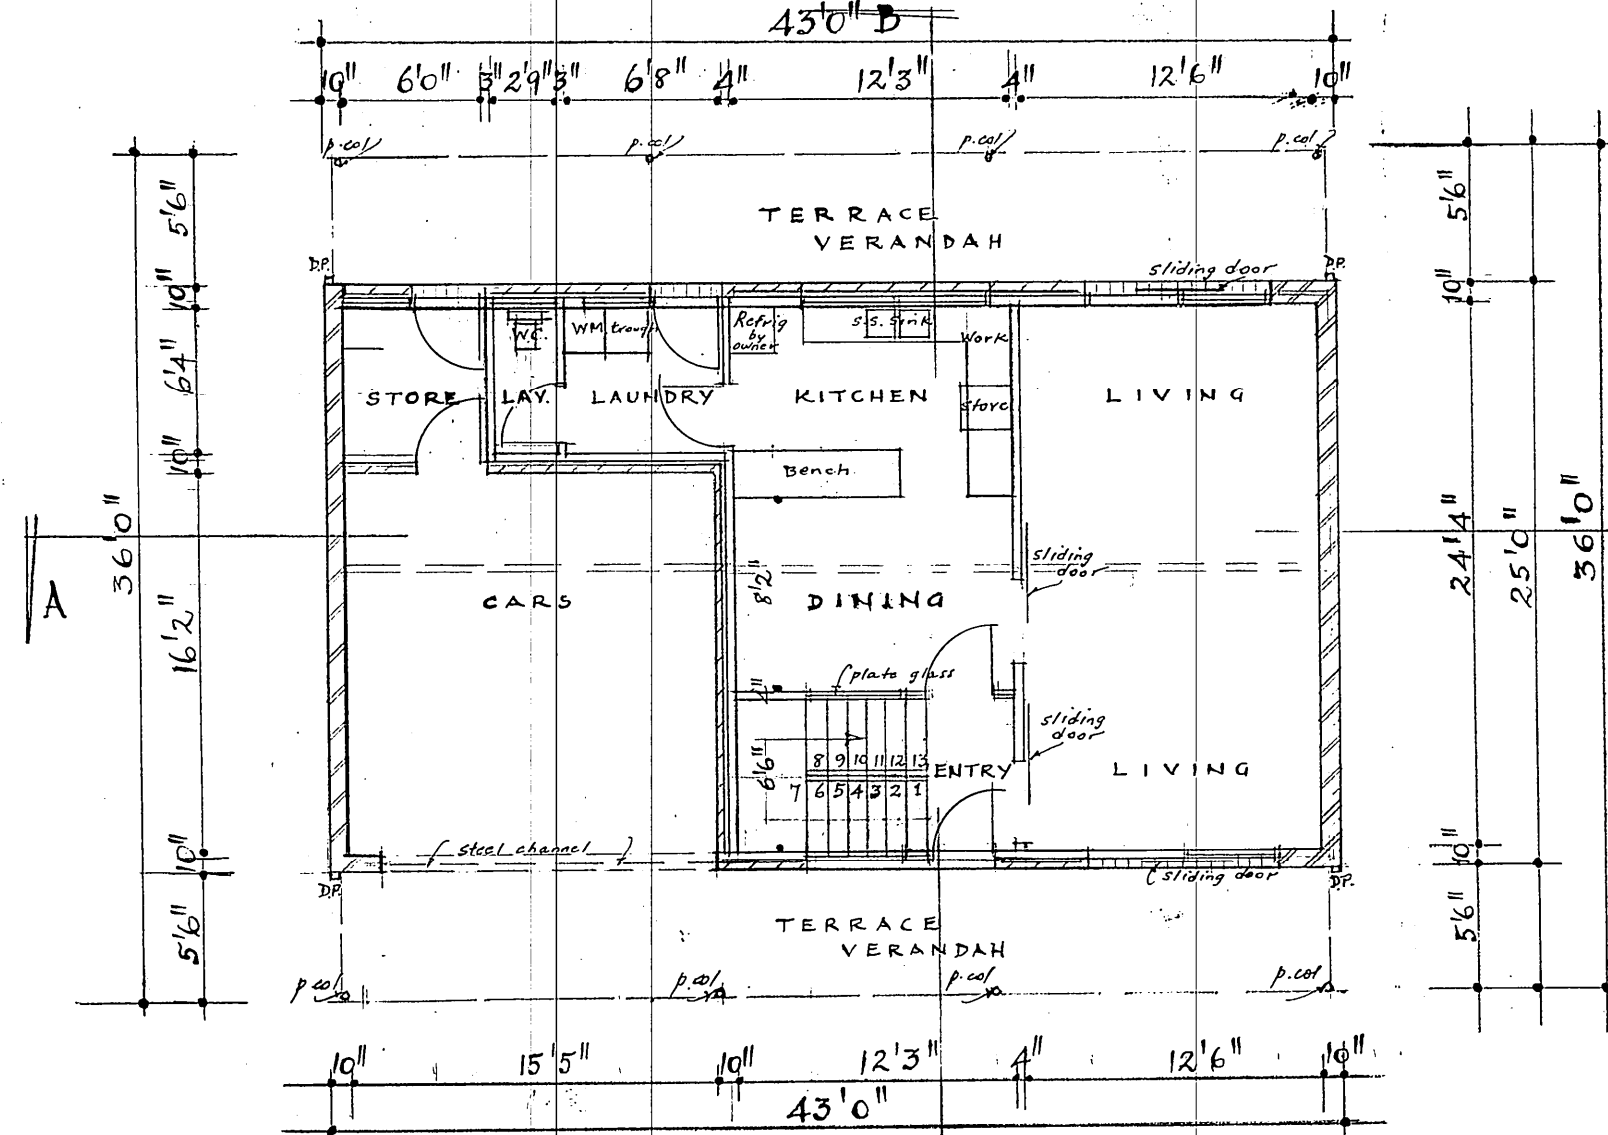 43'0" B
10" 6'0" 3" 2'9" 3" 6'8" 4" 12'3" 4" 12'6" 10"
p.col p.col p.col p.col
TERRACE
VERANDAH
D.P. sliding door D.P.
W.C. WM trough Refrig
by
owner
S.S. Sink Work
STORE LAV. LAUNDRY KITCHEN Stove LIVING
Bench
sliding
door
CARS 8'2" DINING
plate glass
4"
sliding
door
8 9 10 11 12 13
6'6" 7 6 5 4 3 2 1
ENTRY LIVING
steel channel
D.P. sliding door D.P.
TERRACE
VERANDAH
p.col p.col p.col p.col
10" 15'5" 10" 12'3" 4" 12'6" 10"
43'0"
5'6" 10" 6'4" 10" 16'2" 10" 5'6"
36'0"
A
5'6" 10" 24'4" 10" 5'6"
25'0"
36'0"